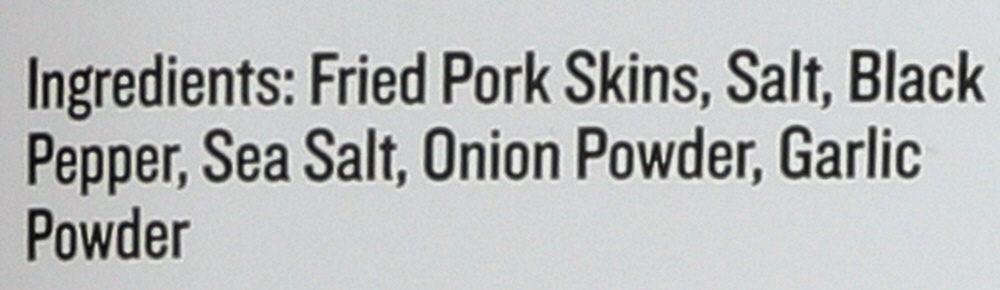 Ingredients: Fried Pork Skins, Salt, Black
Pepper, Sea Salt, Onion Powder, Garlic
Powder